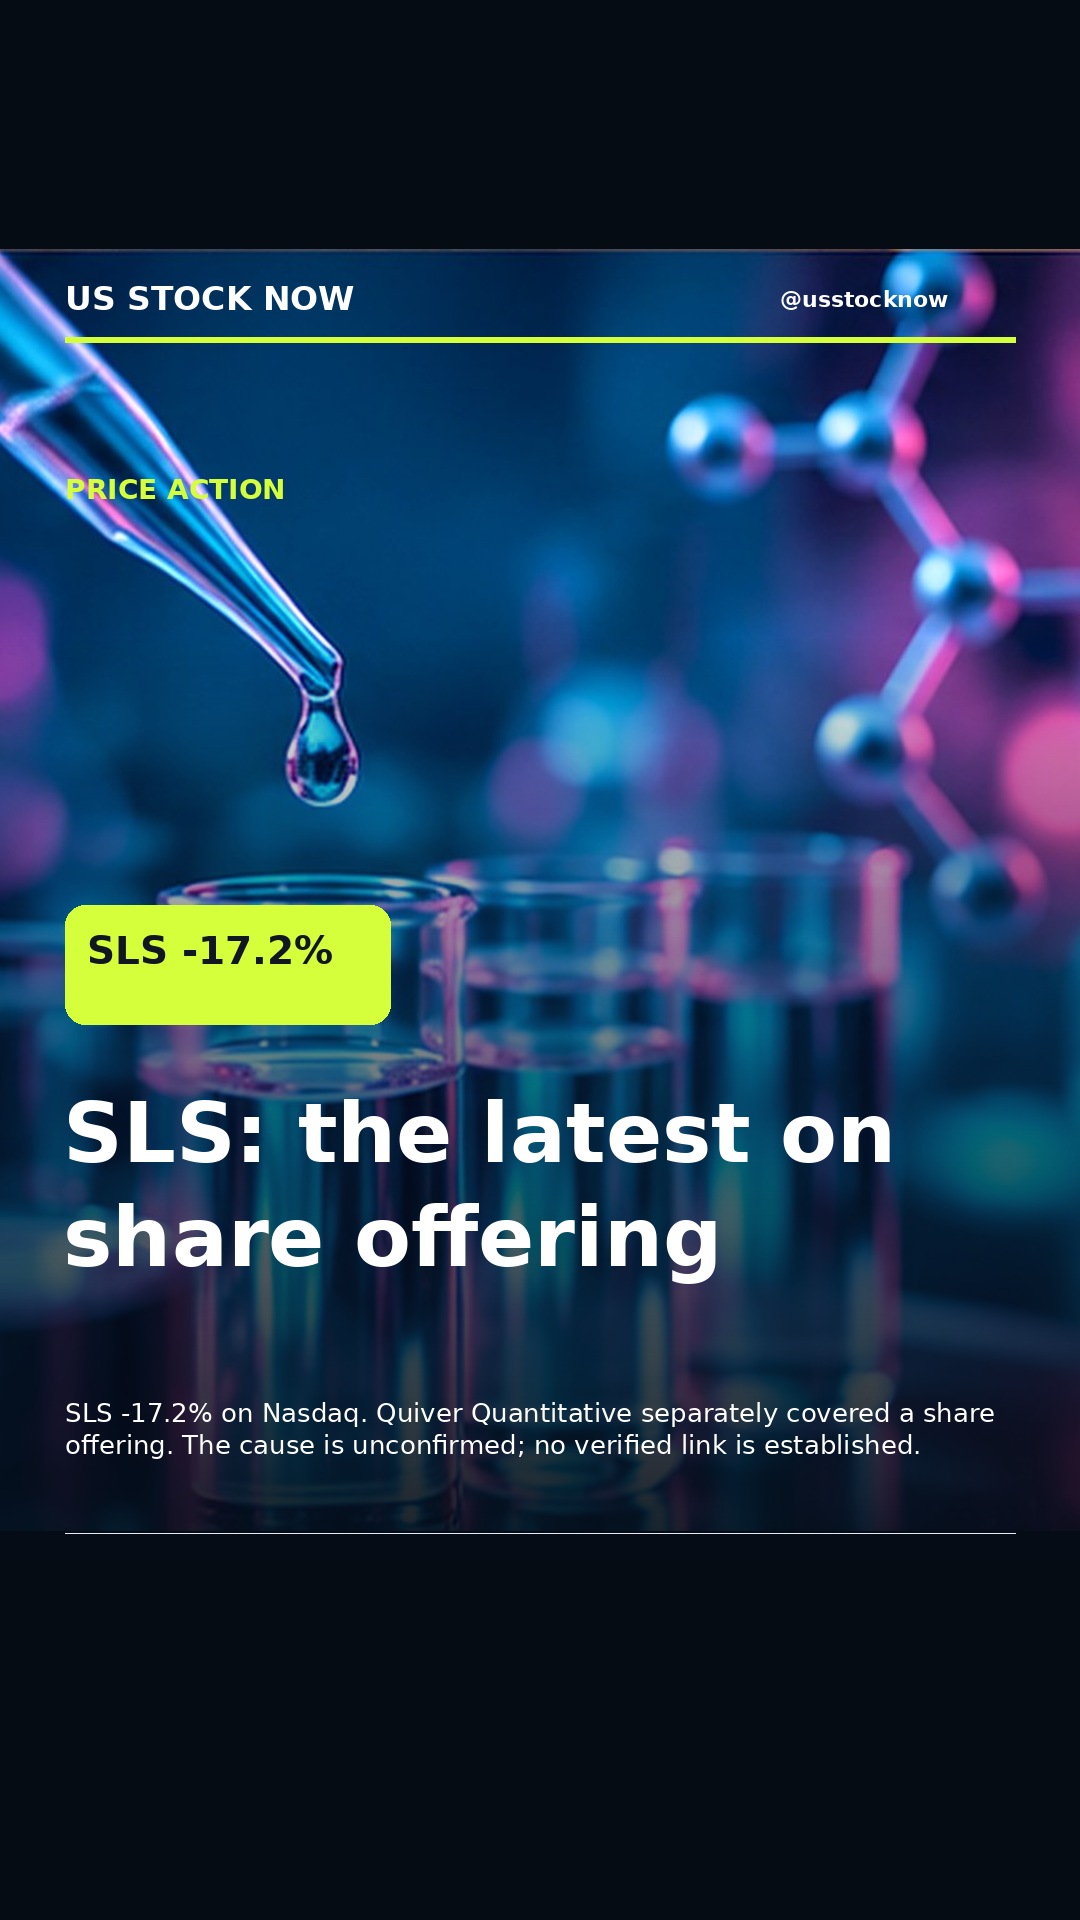 US STOCK NOW
@usstocknow
PRICE ACTION
SLS -17.2%
SLS: the latest on
share offering
SLS -17.2% on Nasdaq. Quiver Quantitative separately covered a share
offering. The cause is unconfirmed; no verified link is established.